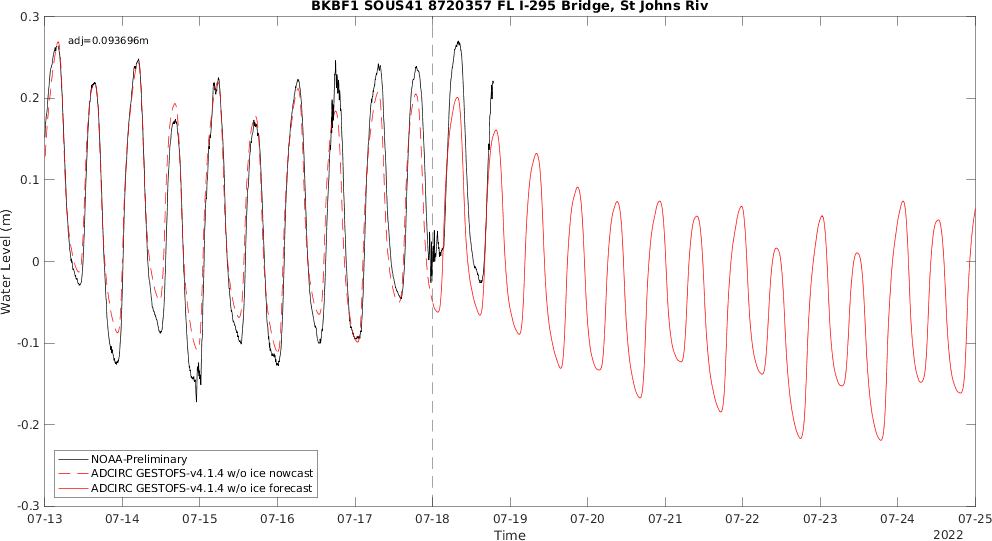 BKBF1 SOUS41 8720357 FL I-295 Bridge, St Johns Riv
adj=0.093696m
0.3
0.2
0.1
0
-0.1
-0.2
-0.3
Water Level (m)
NOAA-Preliminary
ADCIRC GESTOFS-v4.1.4 w/o ice nowcast
ADCIRC GESTOFS-v4.1.4 w/o ice forecast
07-13 07-14 07-15 07-16 07-17 07-18 07-19 07-20 07-21 07-22 07-23 07-24 07-25
Time
2022